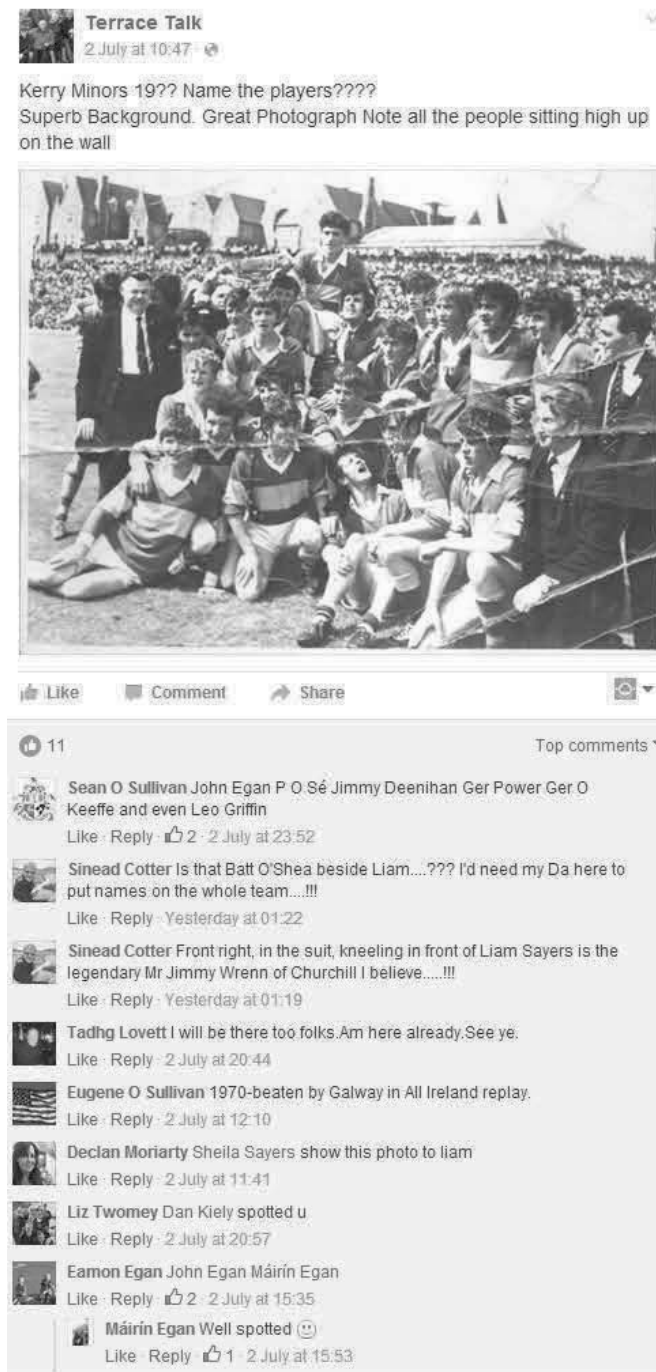 Terrace Talk
2 July at 10:47 ·
Kerry Minors 19?? Name the players????
Superb Background. Great Photograph Note all the people sitting high up
on the wall
Like Comment Share
11 Top comments
Sean O Sullivan John Egan P O Sé Jimmy Deenihan Ger Power Ger O
Keeffe and even Leo Griffin
Like · Reply · 2 · 2 July at 23:52
Sinead Cotter Is that Batt O'Shea beside Liam....??? I'd need my Da here to
put names on the whole team....!!!
Like · Reply · Yesterday at 01:22
Sinead Cotter Front right, in the suit, kneeling in front of Liam Sayers is the
legendary Mr Jimmy Wrenn of Churchill I believe.....!!!
Like · Reply · Yesterday at 01:19
Tadhg Lovett I will be there too folks.Am here already.See ye.
Like · Reply · 2 July at 20:44
Eugene O Sullivan 1970-beaten by Galway in All Ireland replay.
Like · Reply · 2 July at 12:10
Declan Moriarty Sheila Sayers show this photo to liam
Like · Reply · 2 July at 11:41
Liz Twomey Dan Kiely spotted u
Like · Reply · 2 July at 20:57
Eamon Egan John Egan Máirín Egan
Like · Reply · 2 · 2 July at 15:35
Máirín Egan Well spotted
Like · Reply · 1 · 2 July at 15:53